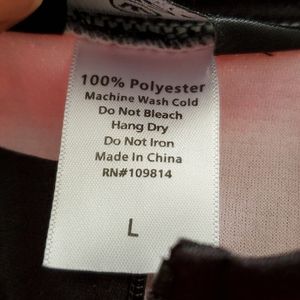 100% Polyester
Machine Wash Cold
Do Not Bleach
Hang Dry
Do Not Iron
Made In China
RN#109814
L